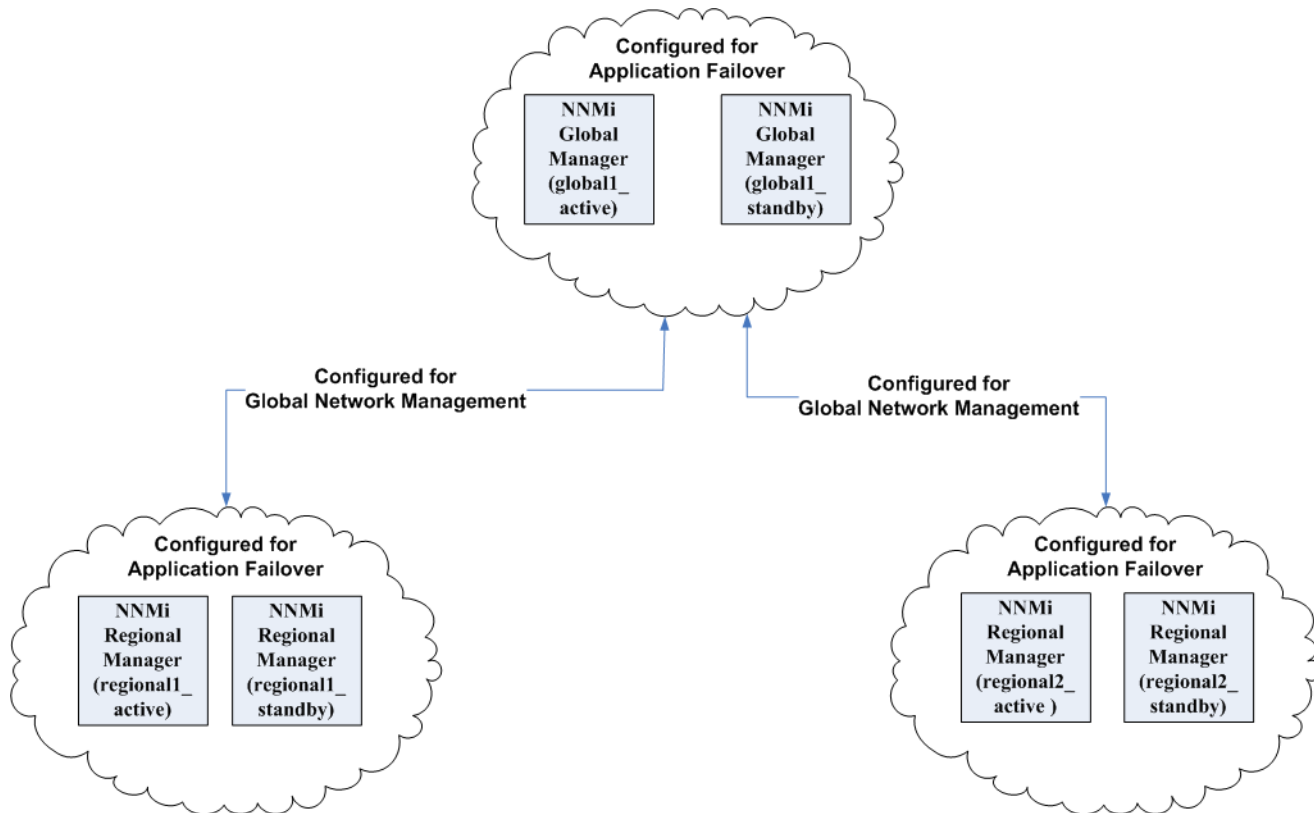 Configured for
Application Failover
NNMi
Global
Manager
(global1_
active)
NNMi
Global
Manager
(global1_
standby)
Configured for
Global Network Management
Configured for
Global Network Management
Configured for
Application Failover
NNMi
Regional
Manager
(regional1_
active)
NNMi
Regional
Manager
(regional1_
standby)
Configured for
Application Failover
NNMi
Regional
Manager
(regional2_
active )
NNMi
Regional
Manager
(regional2_
standby)